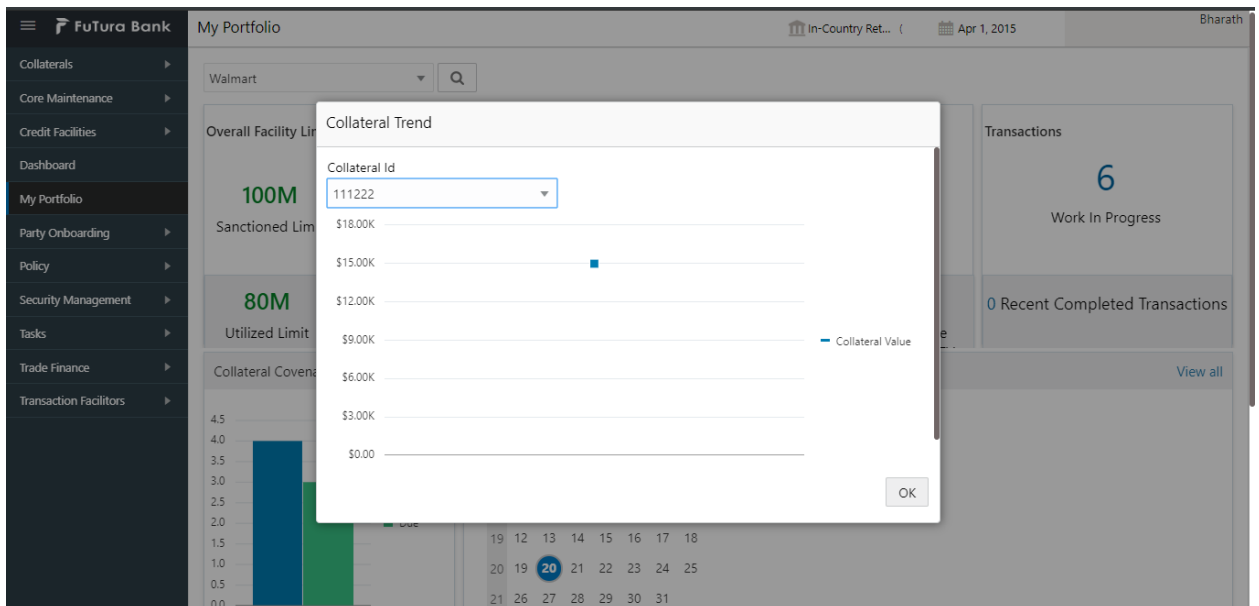 FuTura Bank
My Portfolio
In-Country Ret... (
Apr 1, 2015
Bharath
Collaterals
Core Maintenance
Credit Facilities
Dashboard
My Portfolio
Party Onboarding
Policy
Security Management
Tasks
Trade Finance
Transaction Facilitors
Walmart
Overall Facility Lir
100M
Sanctioned Lim
80M
Utilized Limit
Collateral Trend
Collateral Id
111222
$18.00K
$15.00K
$12.00K
$9.00K
$6.00K
$3.00K
$0.00
Collateral Value
OK
Transactions
6
Work In Progress
e
0 Recent Completed Transactions
Collateral Covena
View all
4.5
4.0
3.5
3.0
2.5
2.0
1.5
1.0
0.5
0.0
Due
19 12 13 14 15 16 17 18
20 19 20 21 22 23 24 25
21 26 27 28 29 30 31